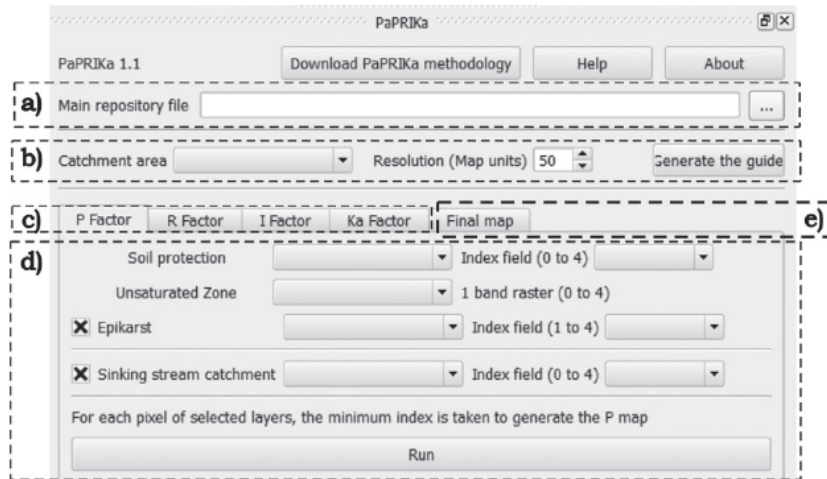 PaPRIKa
PaPRIKa 1.1 Download PaPRIKa methodology Help About
a) Main repository file ...
b) Catchment area Resolution (Map units) 50 Generate the guide
c) P Factor R Factor I Factor Ka Factor Final map e)
d) Soil protection Index field (0 to 4)
Unsaturated Zone 1 band raster (0 to 4)
Epikarst Index field (1 to 4)
Sinking stream catchment Index field (0 to 4)
For each pixel of selected layers, the minimum index is taken to generate the P map
Run